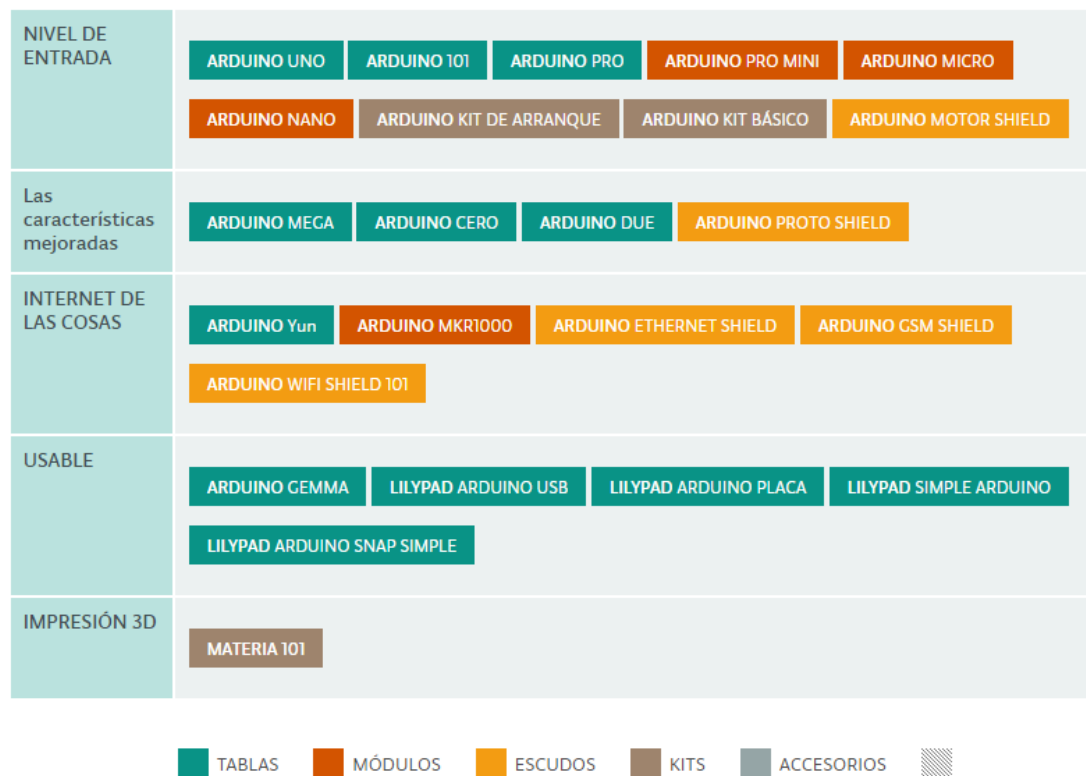 NIVEL DE
ENTRADA
ARDUINO UNO ARDUINO 101 ARDUINO PRO ARDUINO PRO MINI ARDUINO MICRO
ARDUINO NANO ARDUINO KIT DE ARRANQUE ARDUINO KIT BÁSICO ARDUINO MOTOR SHIELD
Las
características
mejoradas
ARDUINO MEGA ARDUINO CERO ARDUINO DUE ARDUINO PROTO SHIELD
INTERNET DE
LAS COSAS
ARDUINO Yun ARDUINO MKR1000 ARDUINO ETHERNET SHIELD ARDUINO GSM SHIELD
ARDUINO WIFI SHIELD 101
USABLE
ARDUINO GEMMA LILYPAD ARDUINO USB LILYPAD ARDUINO PLACA LILYPAD SIMPLE ARDUINO
LILYPAD ARDUINO SNAP SIMPLE
IMPRESIÓN 3D
MATERIA 101
TABLAS MÓDULOS ESCUDOS KITS ACCESORIOS